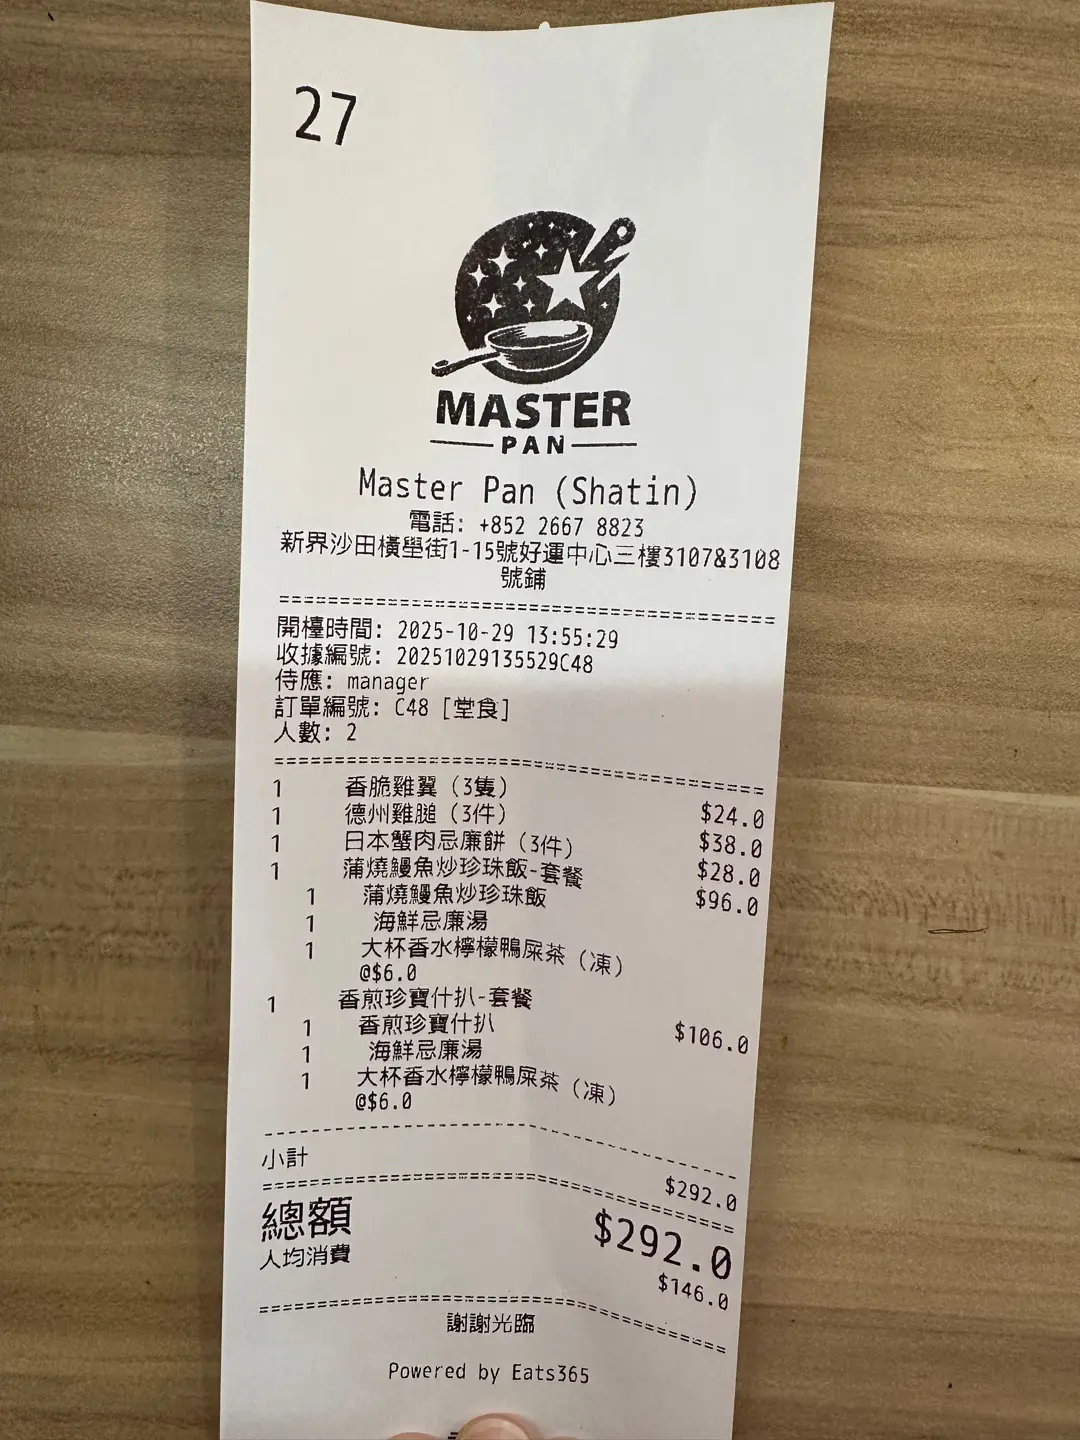 27
MASTER
PAN
Master Pan (Shatin)
電話: +852 2667 8823
新界沙田橫壆街1-15號好運中心三樓3107&3108
號鋪
開檯時間: 2025-10-29 13:55:29
收據編號: 20251029135529C48
侍應: manager
訂單編號: C48 [堂食]
人數: 2
1 香脆雞翼 (3隻) $24.0
1 德州雞腿 (3件) $38.0
1 日本蟹肉忌廉餅 (3件) $28.0
1 蒲燒鰻魚炒珍珠飯-套餐 $96.0
1 蒲燒鰻魚炒珍珠飯
1 海鮮忌廉湯
1 大杯香水檸檬鴨屎茶 (凍)
@$6.0
1 香煎珍寶什扒-套餐 $106.0
1 香煎珍寶什扒
1 海鮮忌廉湯
1 大杯香水檸檬鴨屎茶 (凍)
@$6.0
小計 $292.0
總額 $292.0
人均消費 $146.0
謝謝光臨
Powered by Eats365